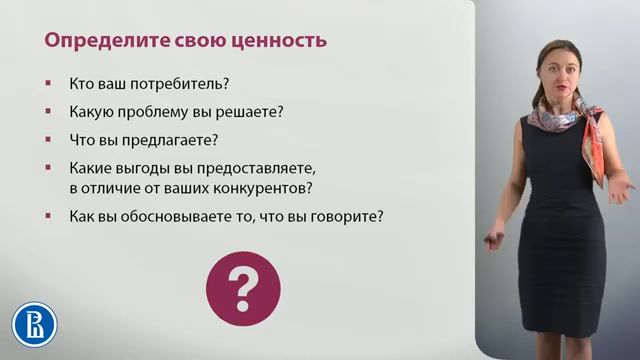 Определите свою ценность
Кто ваш потребитель?
Какую проблему вы решаете?
Что вы предлагаете?
Какие выгоды вы предоставляете,
в отличие от ваших конкурентов?
Как вы обосновываете то, что вы говорите?
?